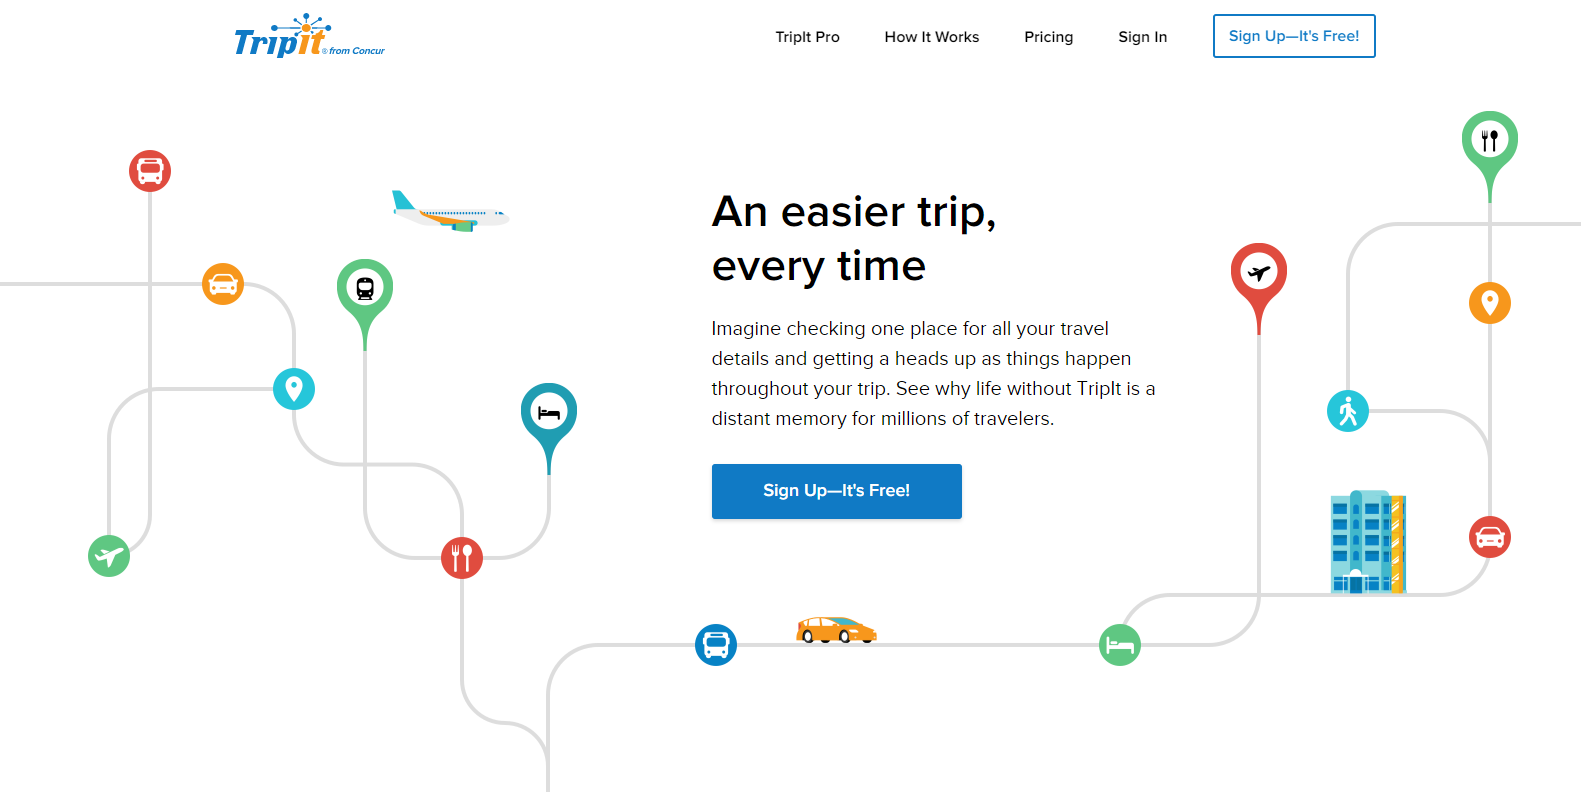 TripIt® from Concur
TripIt Pro
How It Works
Pricing
Sign In
Sign Up—It's Free!
An easier trip,
every time
Imagine checking one place for all your travel
details and getting a heads up as things happen
throughout your trip. See why life without TripIt is a
distant memory for millions of travelers.
Sign Up—It's Free!